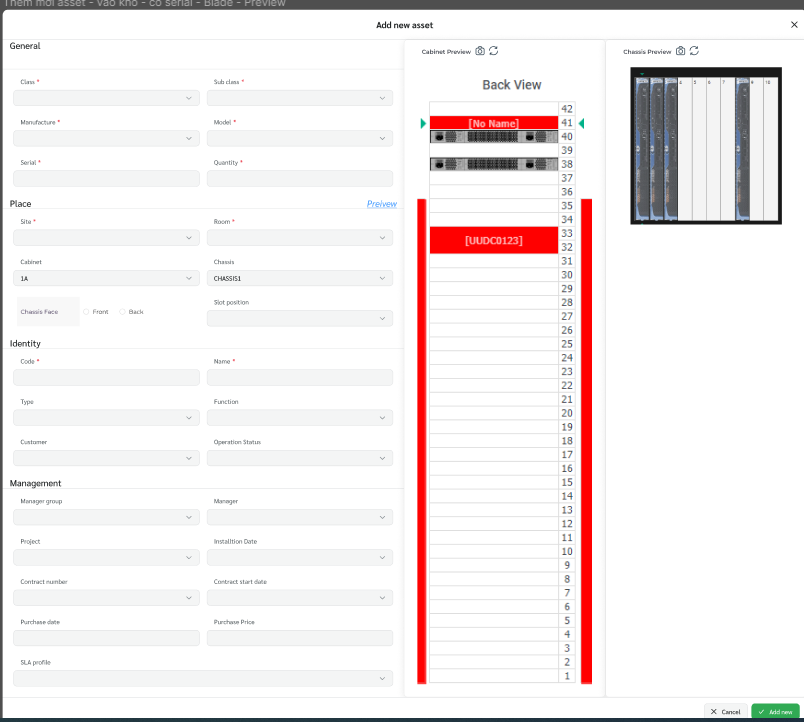 Thêm mới asset - vào kho - có serial - Blade - Preview
Add new asset
General
Class *
Sub class *
Manufacture *
Model *
Serial *
Quantity *
Place
Preivew
Site *
Room *
Cabinet
Chassis
1A
CHASSIS1
Chassis Face
Front
Back
Slot position
Identity
Code *
Name *
Type
Function
Customer
Operation Status
Management
Manager group
Manager
Project
Installtion Date
Contract number
Contract start date
Purchase date
Purchase Price
SLA profile
Cabinet Preview
Back View
42
[No Name] 41
40
39
38
37
36
35
34
33
[UUDC0123]
32
31
30
29
28
27
26
25
24
23
22
21
20
19
18
17
16
15
14
13
12
11
10
9
8
7
6
5
4
3
2
1
Chassis Preview
4 5 6 7 9 10
Cancel
Add new